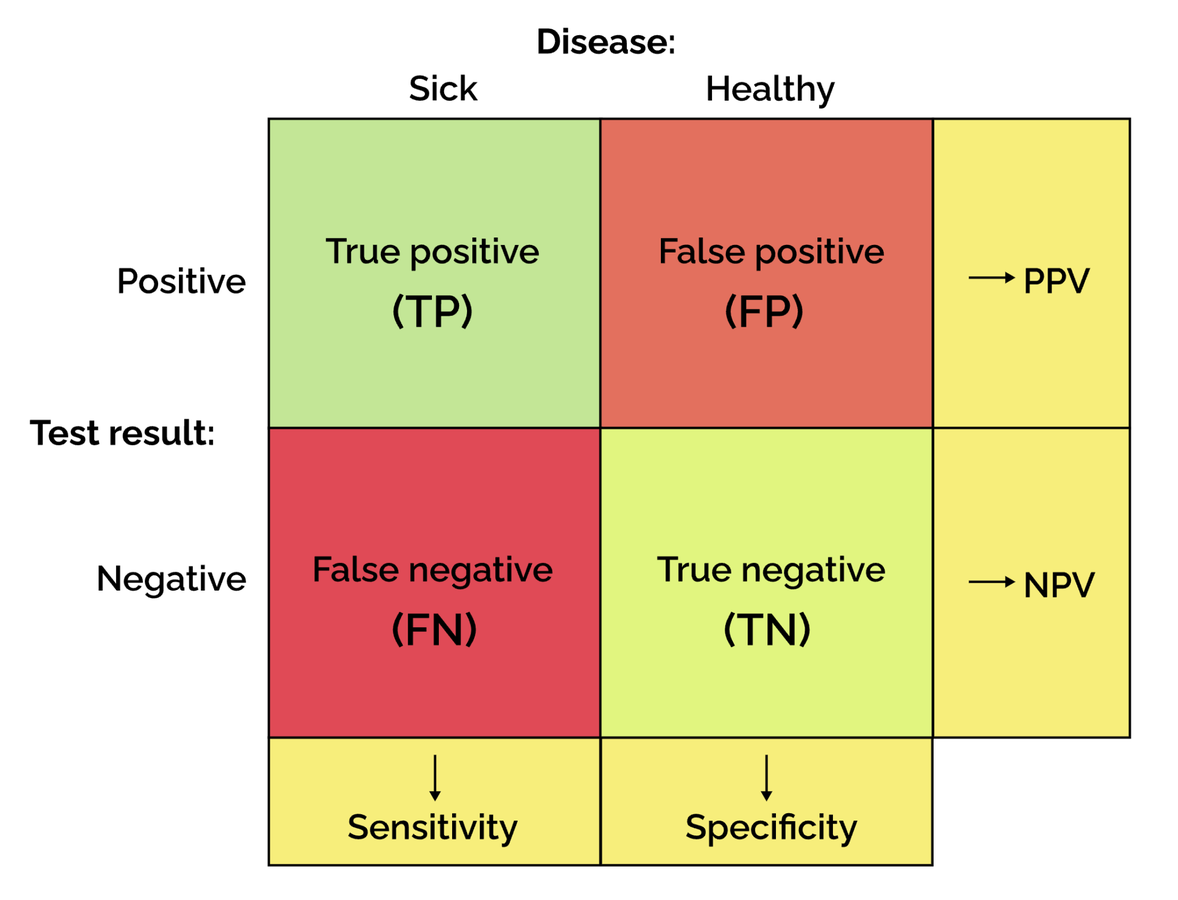 Disease:
Sick
Healthy
True positive
(TP)
False positive
(FP)
Positive
→ PPV
Test result:
False negative
(FN)
True negative
(TN)
Negative
→ NPV
Sensitivity
Specificity